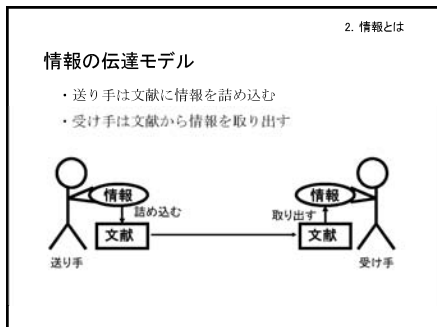 2. 情報とは
情報の伝達モデル
・送り手は文献に情報を詰め込む
・受け手は文献から情報を取り出す
情報
情報
詰め込む
取り出す
文献
文献
送り手
受け手